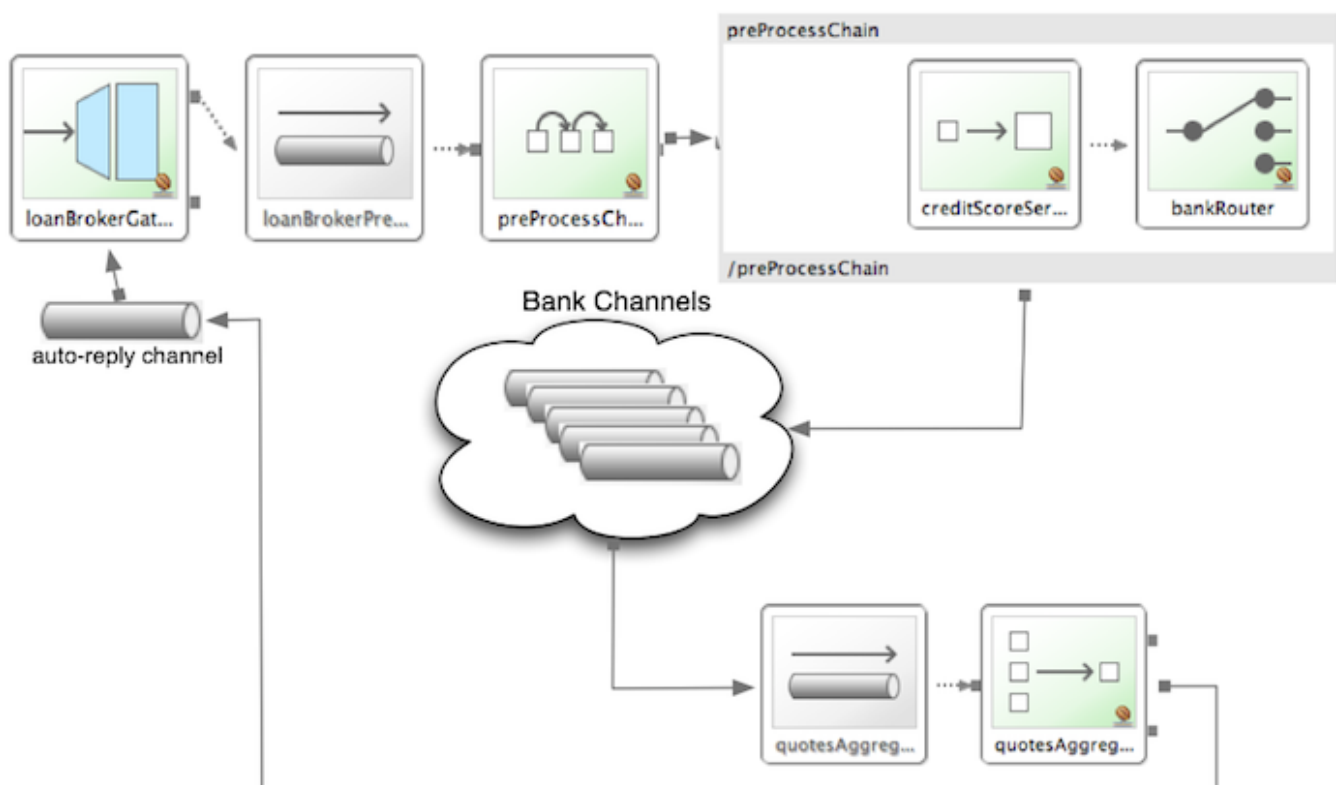 preProcessChain
loanBrokerGat...
loanBrokerPre...
preProcessCh...
creditScoreSer...
bankRouter
/preProcessChain
Bank Channels
auto-reply channel
quotesAggreg...
quotesAggreg...